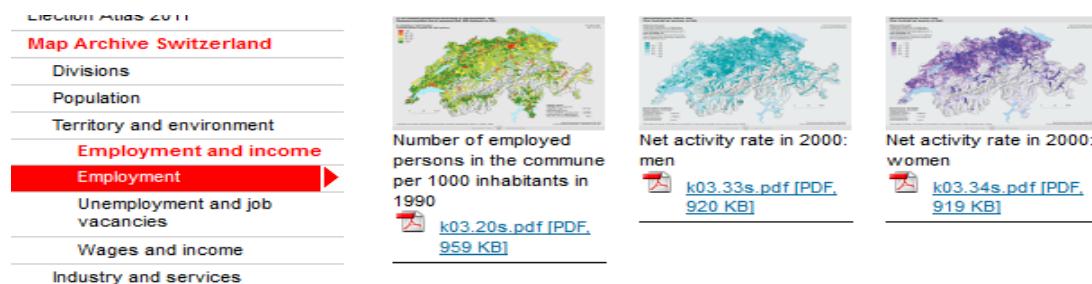 Election Atlas 2011
Map Archive Switzerland
Divisions
Population
Territory and environment
Employment and income
Employment
Unemployment and job
vacancies
Wages and income
Industry and services
Number of employed
persons in the commune
per 1000 inhabitants in
1990
k03.20s.pdf [PDF,
959 KB]
Net activity rate in 2000:
men
k03.33s.pdf [PDF,
920 KB]
Net activity rate in 2000:
women
k03.34s.pdf [PDF,
919 KB]